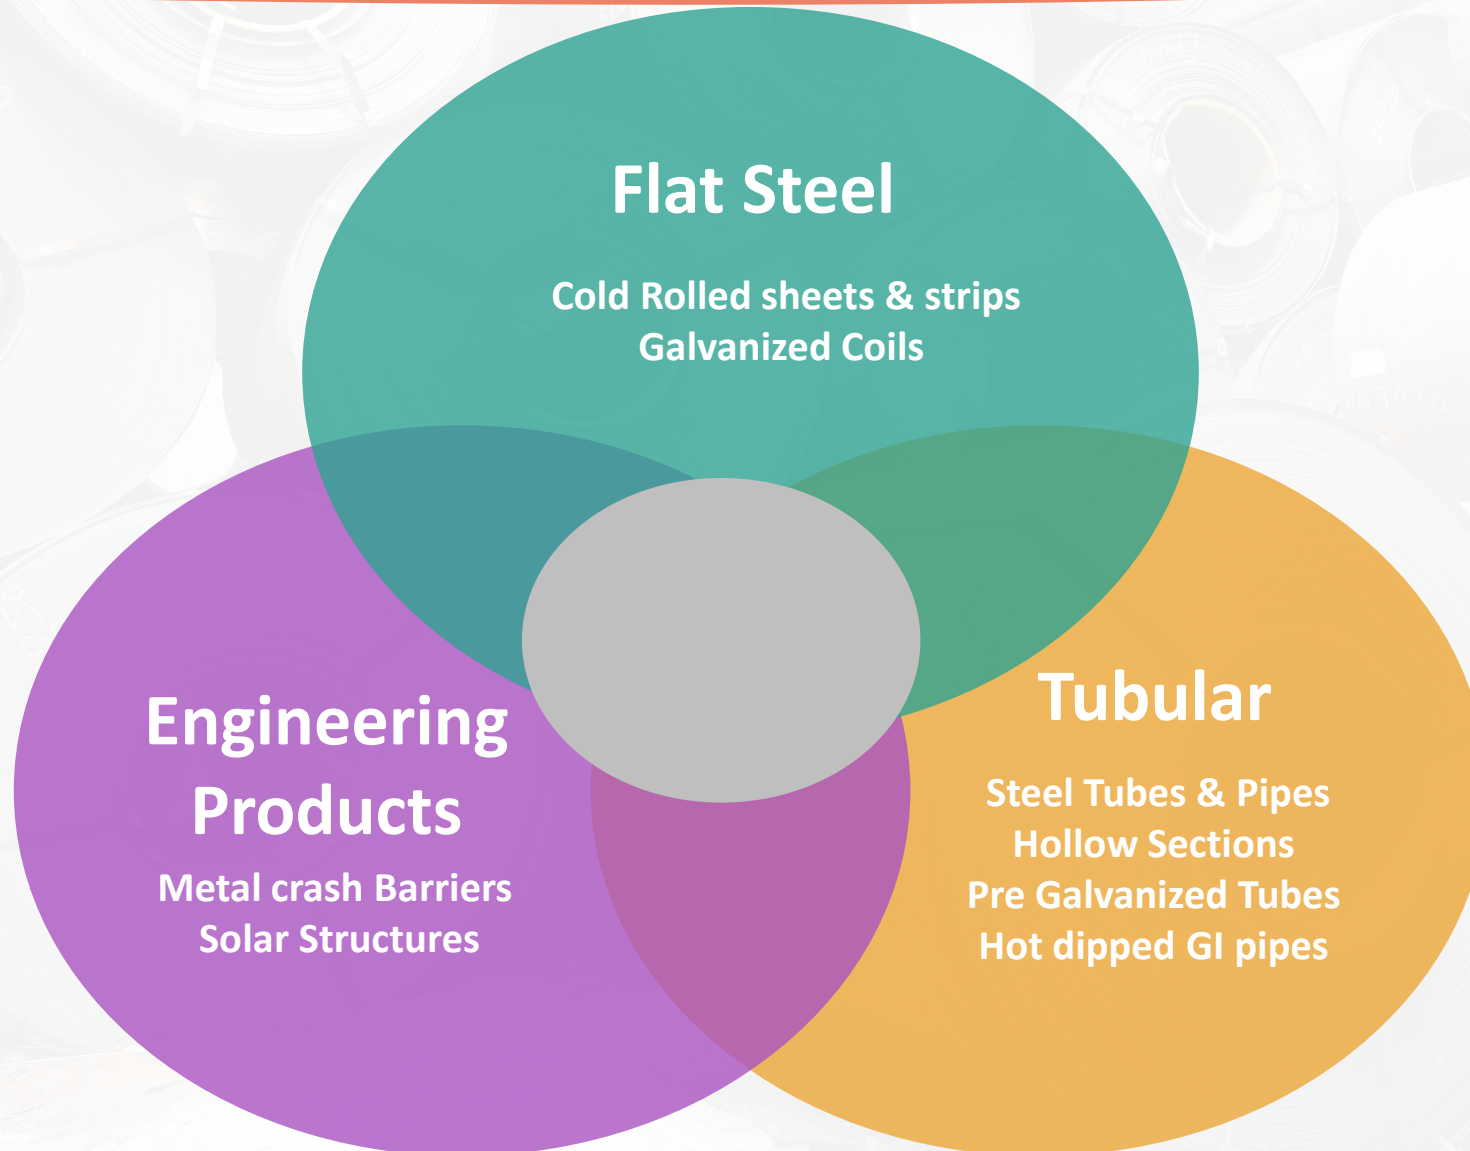 Flat Steel
Cold Rolled sheets & strips
Galvanized Coils
Engineering
Products
Metal crash Barriers
Solar Structures
Tubular
Steel Tubes & Pipes
Hollow Sections
Pre Galvanized Tubes
Hot dipped GI pipes